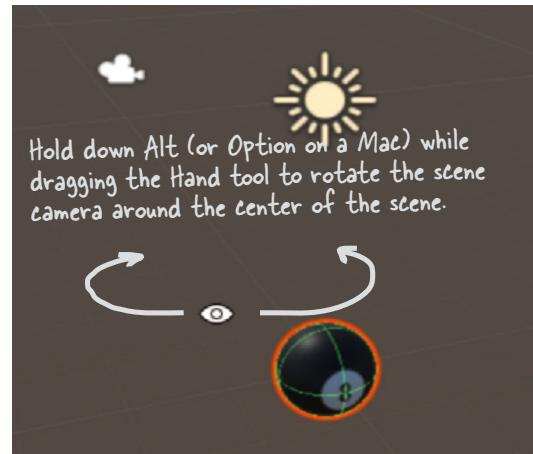 Hold down Alt (or Option on a Mac) while
dragging the Hand tool to rotate the scene
camera around the center of the scene.
8